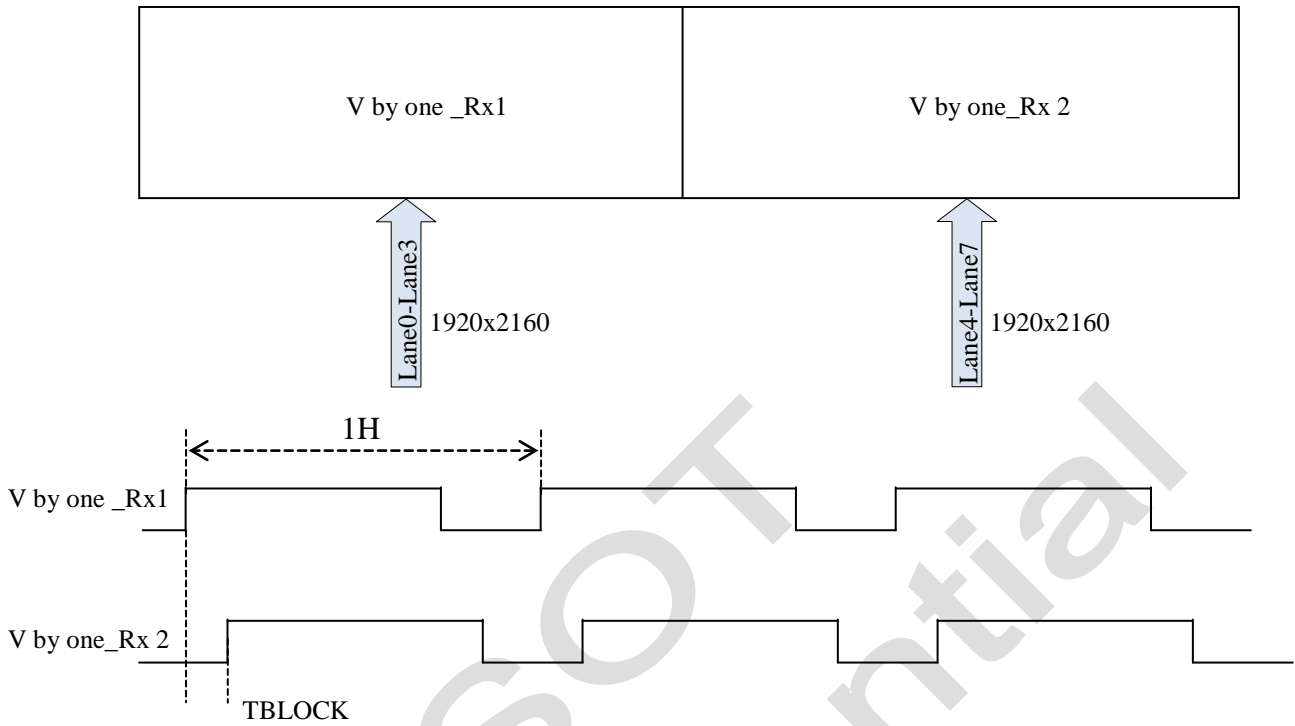 V by one _Rx1
V by one_Rx 2
Lane0-Lane3
1920x2160
Lane4-Lane7
1920x2160
1H
V by one _Rx1
V by one_Rx 2
TBLOCK